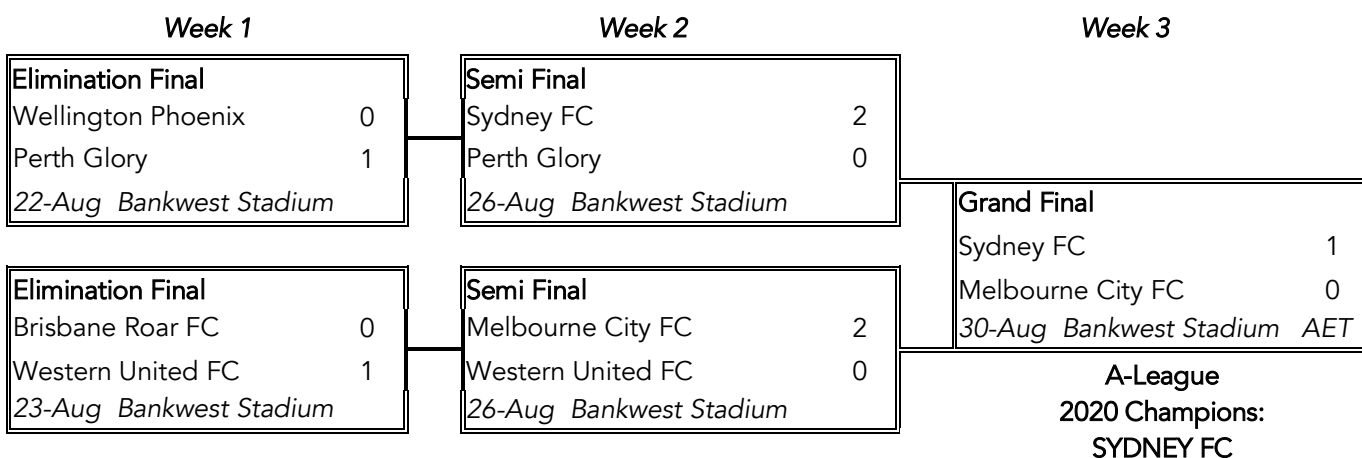 Week 1
Week 2
Week 3
Elimination Final
Wellington Phoenix 0
Perth Glory 1
22-Aug Bankwest Stadium
Semi Final
Sydney FC 2
Perth Glory 0
26-Aug Bankwest Stadium
Elimination Final
Brisbane Roar FC 0
Western United FC 1
23-Aug Bankwest Stadium
Semi Final
Melbourne City FC 2
Western United FC 0
26-Aug Bankwest Stadium
Grand Final
Sydney FC 1
Melbourne City FC 0
30-Aug Bankwest Stadium AET
A-League
2020 Champions:
SYDNEY FC